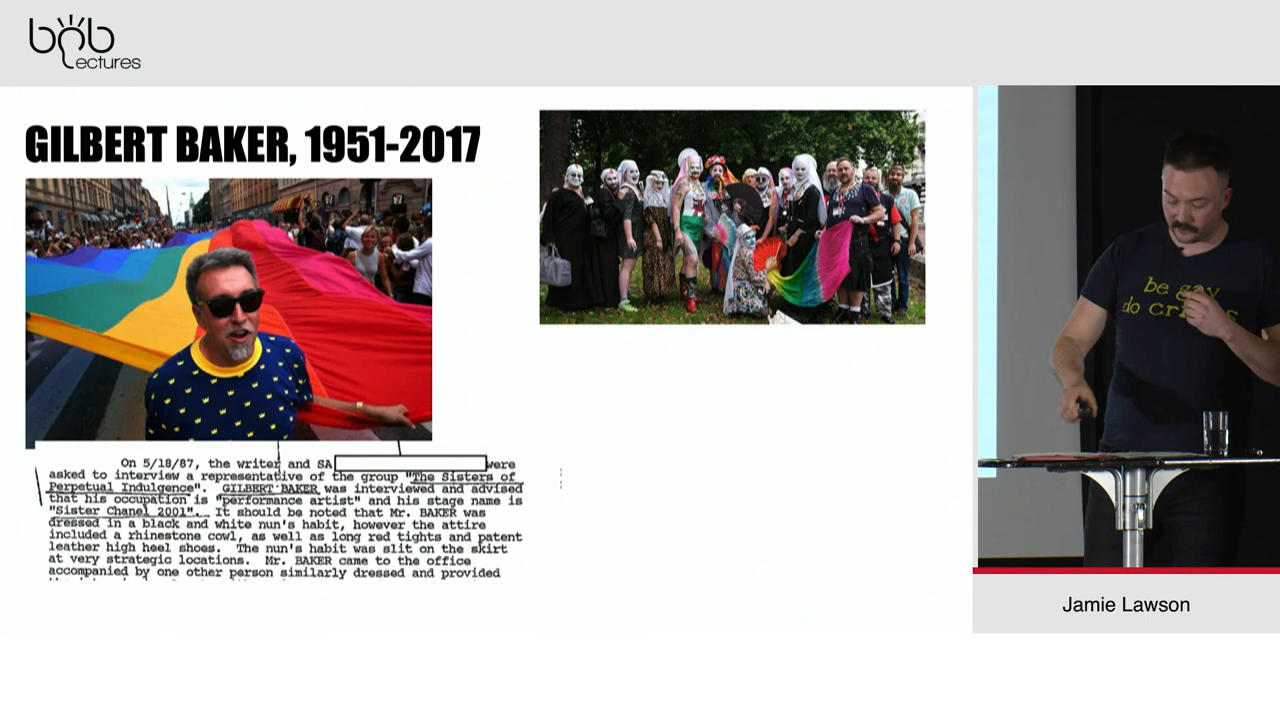 bob
Lectures
GILBERT BAKER, 1951-2017
On 5/18/87, the writer and SA were
asked to interview a representative of the group "The Sisters of
Perpetual Indulgence". GILBERT BAKER was interviewed and advised
that his occupation is "performance artist" and his stage name is
"Sister Chanel 2001". It should be noted that Mr. BAKER was
dressed in a black and white nun's habit, however the attire
included a rhinestone cowl, as well as long red tights and patent
leather high heel shoes. The nun's habit was slit on the skirt
at very strategic locations. Mr. BAKER came to the office
accompanied by one other person similarly dressed and provided
be gay
do cr s
Jamie Lawson